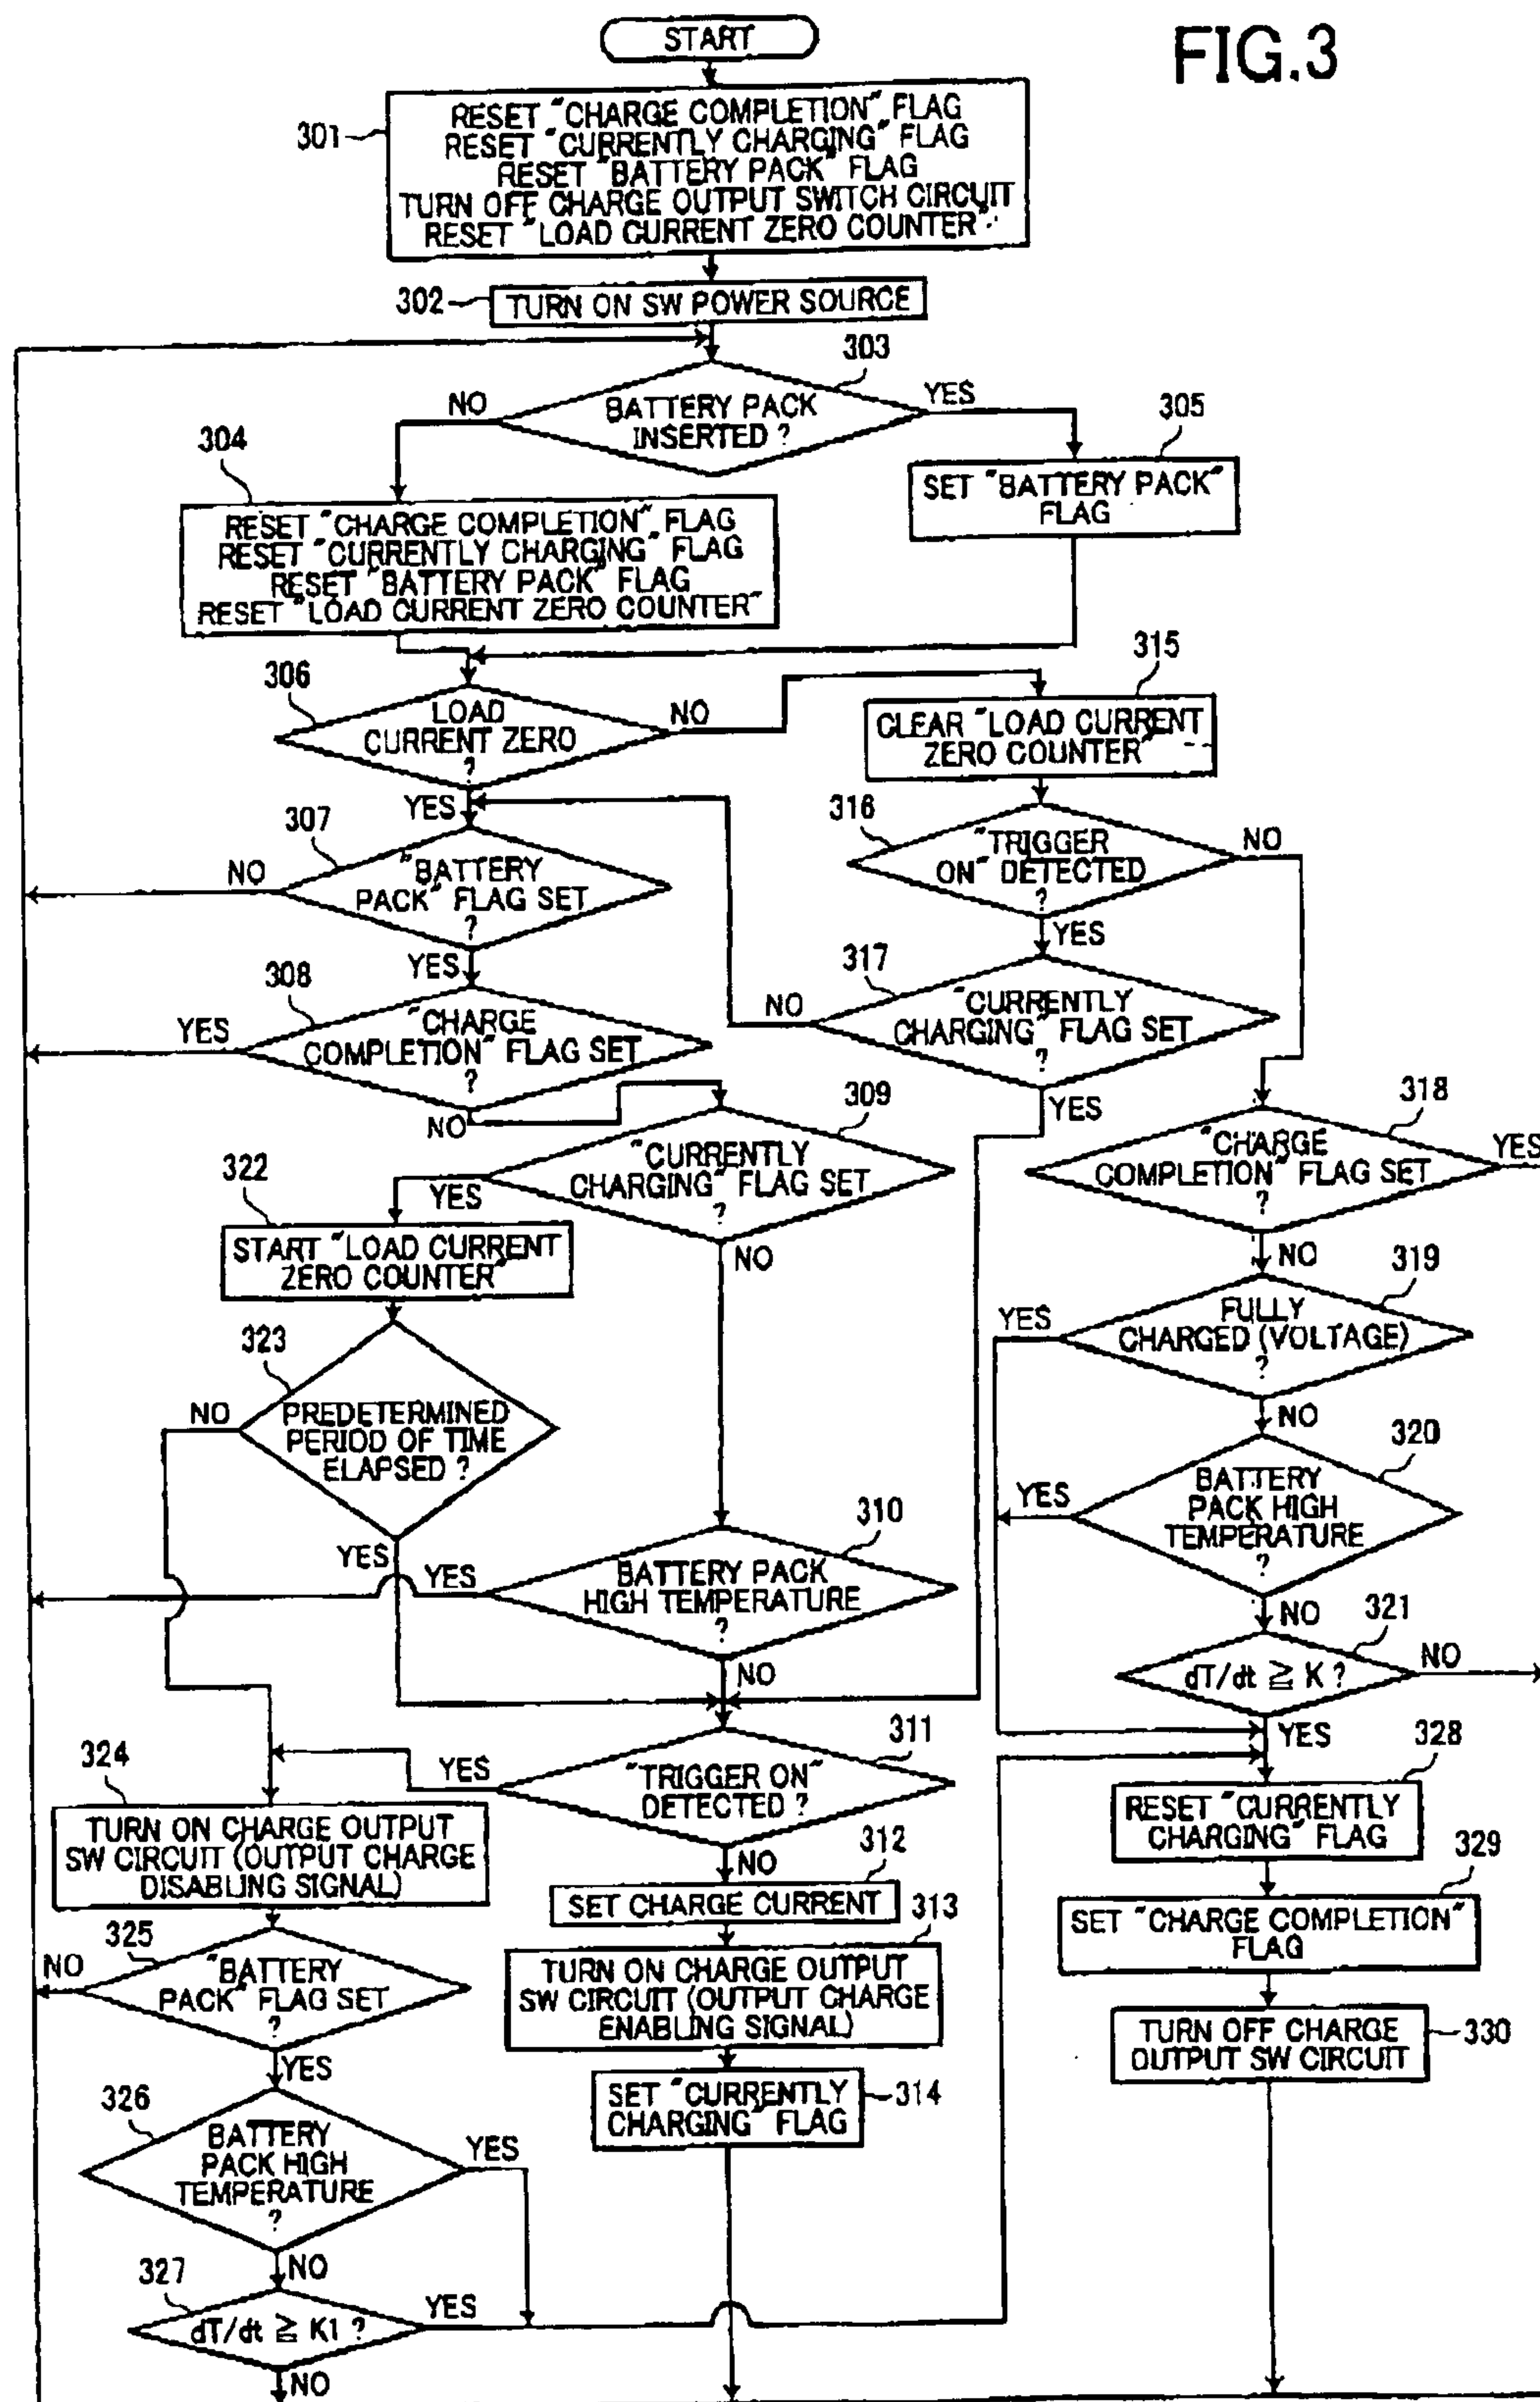 FIG.3
START
301
RESET "CHARGE COMPLETION" FLAG
RESET "CURRENTLY CHARGING" FLAG
RESET "BATTERY PACK" FLAG
TURN OFF CHARGE OUTPUT SWITCH CIRCUIT
RESET "LOAD CURRENT ZERO COUNTER"
302
TURN ON SW POWER SOURCE
303
BATTERY PACK
INSERTED ?
NO
YES
304
RESET "CHARGE COMPLETION" FLAG
RESET "CURRENTLY CHARGING" FLAG
RESET "BATTERY PACK" FLAG
RESET "LOAD CURRENT ZERO COUNTER"
305
SET "BATTERY PACK"
FLAG
306
LOAD
CURRENT ZERO
?
NO
YES
315
CLEAR "LOAD CURRENT
ZERO COUNTER"
307
"BATTERY
PACK" FLAG SET
?
NO
YES
316
"TRIGGER
ON" DETECTED
?
NO
YES
308
"CHARGE
COMPLETION" FLAG SET
?
YES
NO
317
"CURRENTLY
CHARGING" FLAG SET
?
NO
YES
309
"CURRENTLY
CHARGING" FLAG SET
?
YES
NO
318
"CHARGE
COMPLETION" FLAG SET
?
YES
NO
322
START "LOAD CURRENT
ZERO COUNTER"
319
FULLY
CHARGED (VOLTAGE)
?
YES
NO
323
PREDETERMINED
PERIOD OF TIME
ELAPSED ?
NO
YES
320
BATTERY
PACK HIGH
TEMPERATURE
?
YES
NO
310
BATTERY PACK
HIGH TEMPERATURE
?
YES
NO
321
dT/dt ≧ K ?
NO
YES
311
"TRIGGER ON"
DETECTED ?
YES
NO
324
TURN ON CHARGE OUTPUT
SW CIRCUIT (OUTPUT CHARGE
DISABLING SIGNAL)
328
RESET "CURRENTLY
CHARGING" FLAG
312
SET CHARGE CURRENT
329
SET "CHARGE COMPLETION"
FLAG
313
TURN ON CHARGE OUTPUT
SW CIRCUIT (OUTPUT CHARGE
ENABLING SIGNAL)
325
"BATTERY
PACK" FLAG SET
?
NO
YES
330
TURN OFF CHARGE
OUTPUT SW CIRCUIT
314
SET "CURRENTLY
CHARGING" FLAG
326
BATTERY
PACK HIGH
TEMPERATURE
?
YES
NO
327
dT/dt ≧ K1 ?
YES
NO